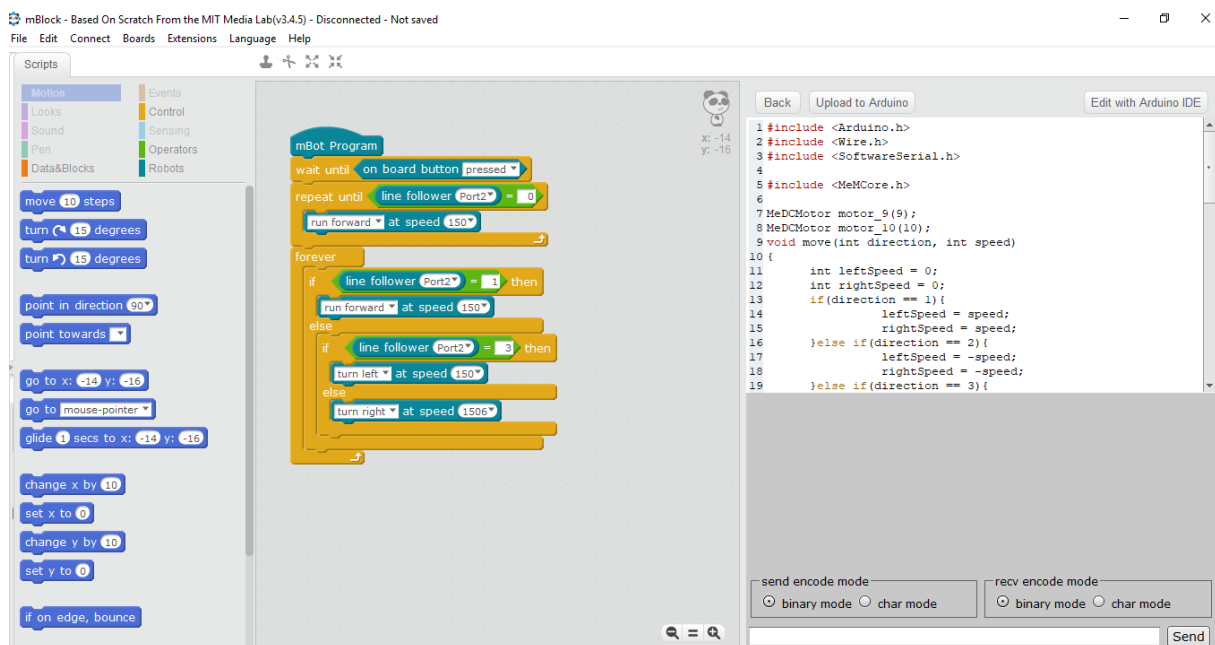 mBlock - Based On Scratch From the MIT Media Lab(v3.4.5) - Disconnected - Not saved
File Edit Connect Boards Extensions Language Help
Scripts
Motion Events
Looks Control
Sound Sensing
Pen Operators
Data&Blocks Robots
move 10 steps
turn 15 degrees
turn 15 degrees
point in direction 90
point towards
go to x: -14 y: -16
go to mouse-pointer
glide 1 secs to x: -14 y: -16
change x by 10
set x to 0
change y by 10
set y to 0
if on edge, bounce
x: -14
y: -16
mBot Program
wait until on board button pressed
repeat until line follower Port2 = 0
run forward at speed 150
forever
if line follower Port2 = 1 then
run forward at speed 150
else
if line follower Port2 = 3 then
turn left at speed 150
else
turn right at speed 1506
Back Upload to Arduino Edit with Arduino IDE
1 #include <Arduino.h>
2 #include <Wire.h>
3 #include <SoftwareSerial.h>
4
5 #include <MeMCore.h>
6
7 MeDCMotor motor_9(9);
8 MeDCMotor motor_10(10);
9 void move(int direction, int speed)
10 {
11 int leftSpeed = 0;
12 int rightSpeed = 0;
13 if(direction == 1){
14 leftSpeed = speed;
15 rightSpeed = speed;
16 }else if(direction == 2){
17 leftSpeed = -speed;
18 rightSpeed = -speed;
19 }else if(direction == 3){
send encode mode recv encode mode
binary mode char mode binary mode char mode
Send